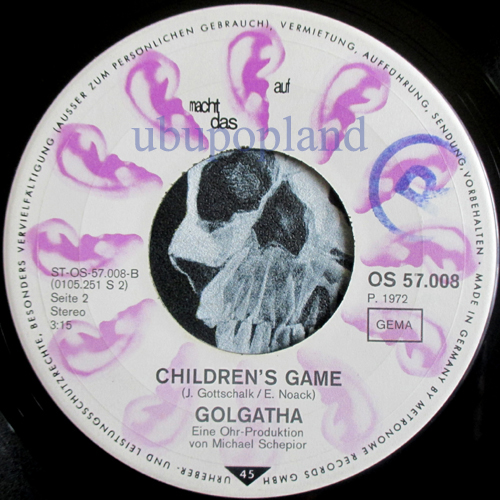 URHEBER- UND LEISTUNGSSCHUTZRECHTE, BESONDERS VERVIELFÄLTIGUNG (AUSSER ZUM PERSÖNLICHEN GEBRAUCH), VERMIETUNG, AUFFÜHRUNG, SENDUNG, VORBEHALTEN · MADE IN GERMANY BY METRONOME RECORDS GMBH
macht das auf
ubupopland
ST-OS-57.008-B
(0105.251 S 2)
Seite 2
Stereo
3:15
OS 57.008
P. 1972
GEMA
CHILDREN'S GAME
(J. Gottschalk / E. Noack)
GOLGATHA
Eine Ohr-Produktion
von Michael Schepior
45